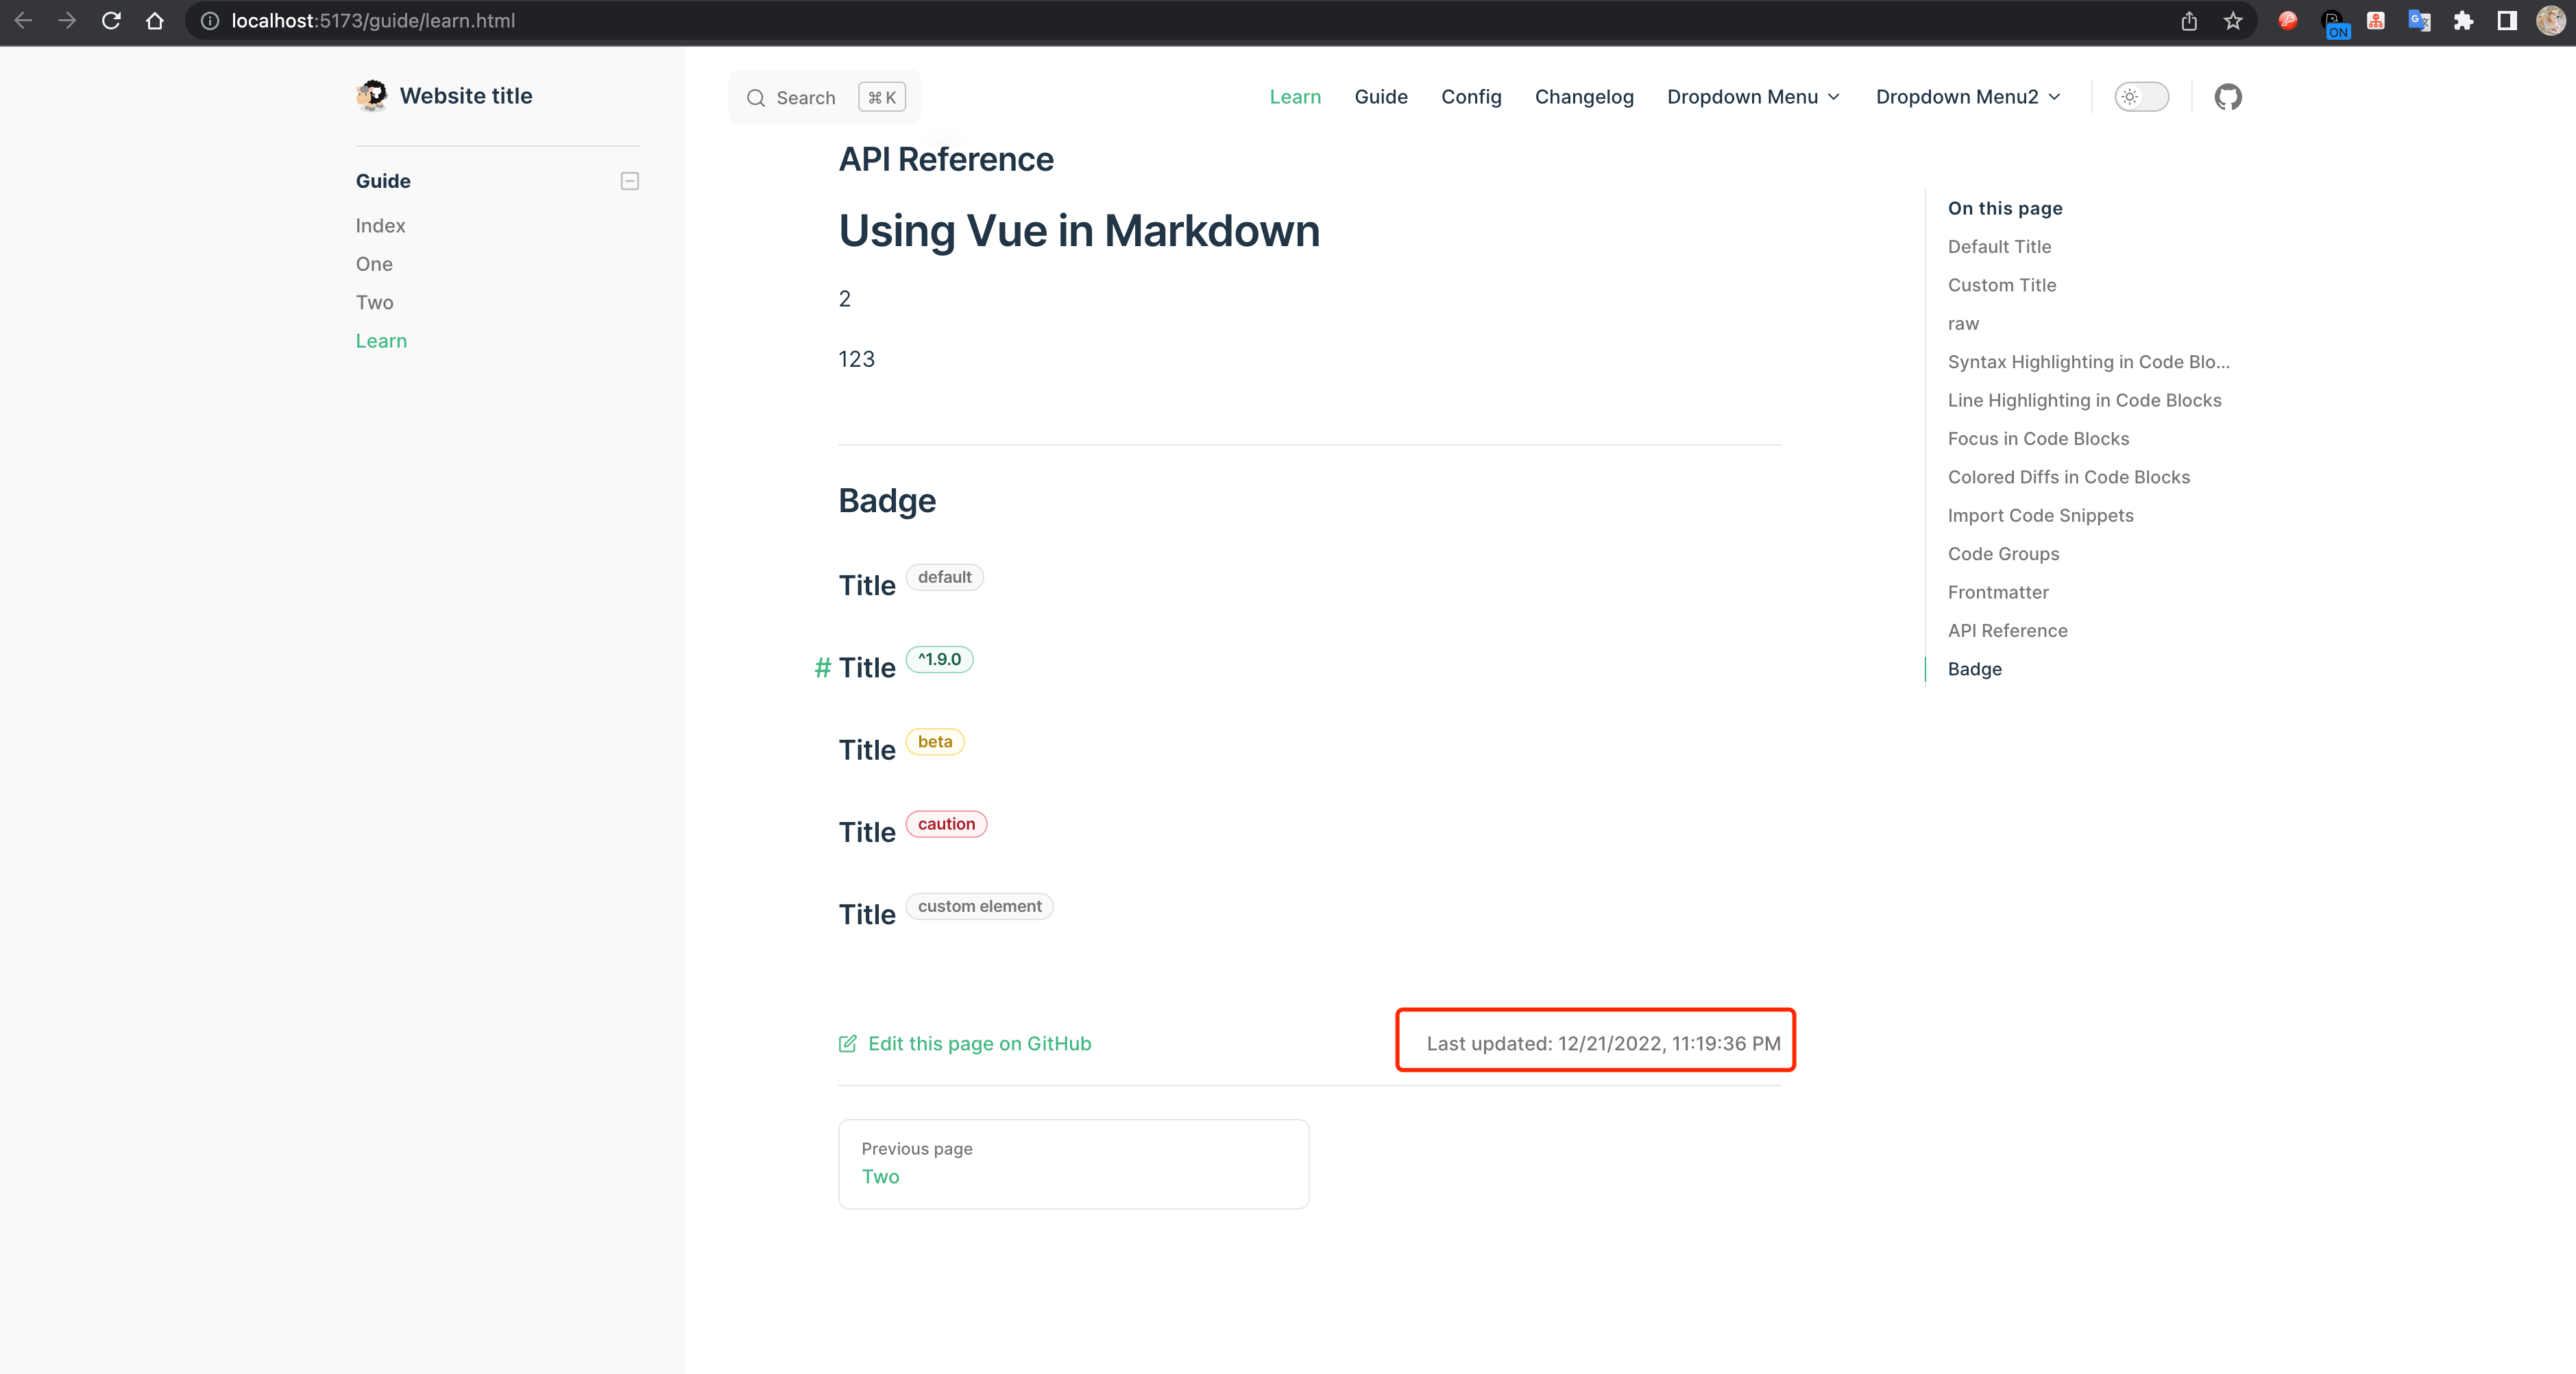 localhost:5173/guide/learn.html
ON
Website title
Search ⌘ K
Learn Guide Config Changelog Dropdown Menu Dropdown Menu2
Guide
Index
One
Two
Learn
API Reference
Using Vue in Markdown
2
123
Badge
Title default
# Title ^1.9.0
Title beta
Title caution
Title custom element
Edit this page on GitHub
Last updated: 12/21/2022, 11:19:36 PM
Previous page
Two
On this page
Default Title
Custom Title
raw
Syntax Highlighting in Code Blo...
Line Highlighting in Code Blocks
Focus in Code Blocks
Colored Diffs in Code Blocks
Import Code Snippets
Code Groups
Frontmatter
API Reference
Badge